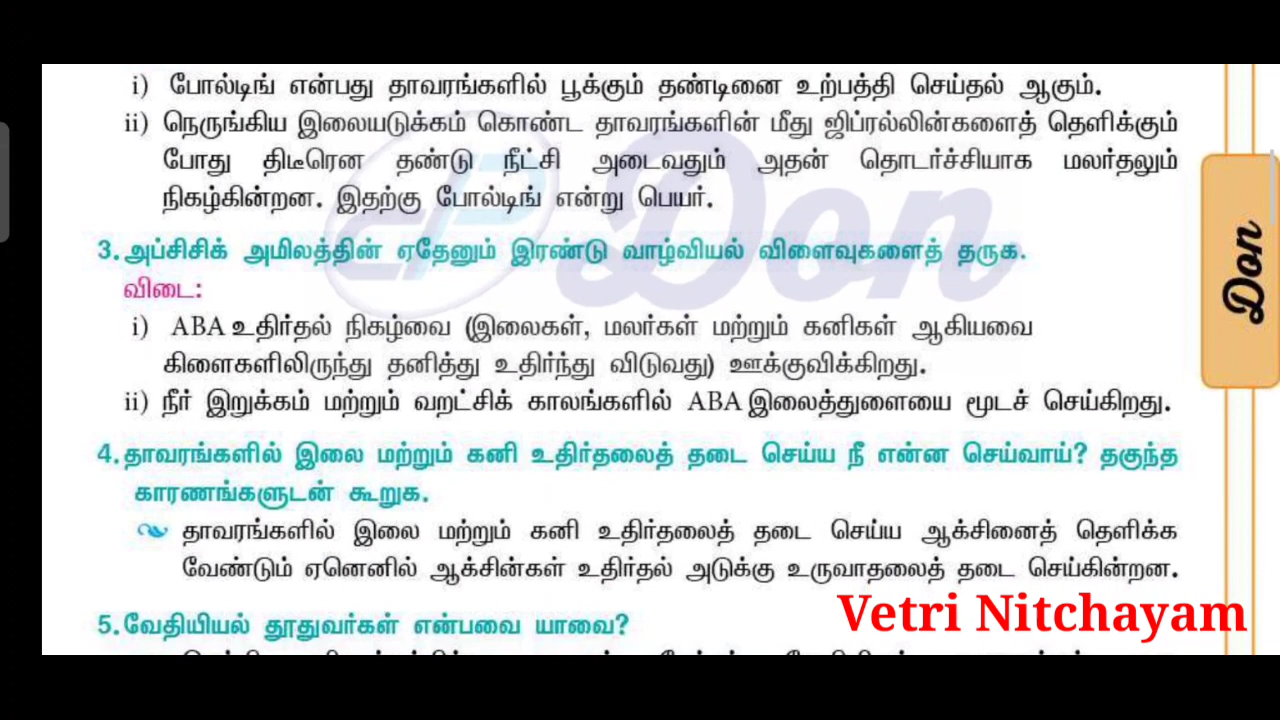 i) போல்டிங் என்பது தாவரங்களில் பூக்கும் தண்டினை உற்பத்தி செய்தல் ஆகும்.
ii) நெருங்கிய இலையடுக்கம் கொண்ட தாவரங்களின் மீது ஜிப்ரல்லின்களைத் தெளிக்கும்
போது திடீரென தண்டு நீட்சி அடைவதும் அதன் தொடர்ச்சியாக மலர்தலும்
நிகழ்கின்றன. இதற்கு போல்டிங் என்று பெயர்.
Don
3. அப்சிசிக் அமிலத்தின் ஏதேனும் இரண்டு வாழ்வியல் விளைவுகளைத் தருக.
விடை:
i) ABA உதிர்தல் நிகழ்வை (இலைகள், மலர்கள் மற்றும் கனிகள் ஆகியவை
கிளைகளிலிருந்து தனித்து உதிர்ந்து விடுவது) ஊக்குவிக்கிறது.
ii) நீர் இறுக்கம் மற்றும் வறட்சிக் காலங்களில் ABA இலைத்துளையை மூடச் செய்கிறது.
Don
4. தாவரங்களில் இலை மற்றும் கனி உதிர்தலைத் தடை செய்ய நீ என்ன செய்வாய்? தகுந்த
காரணங்களுடன் கூறுக.
தாவரங்களில் இலை மற்றும் கனி உதிர்தலைத் தடை செய்ய ஆக்சினைத் தெளிக்க
வேண்டும் ஏனெனில் ஆக்சின்கள் உதிர்தல் அடுக்கு உருவாதலைத் தடை செய்கின்றன.
5. வேதியியல் தூதுவர்கள் என்பவை யாவை?
Vetri Nitchayam